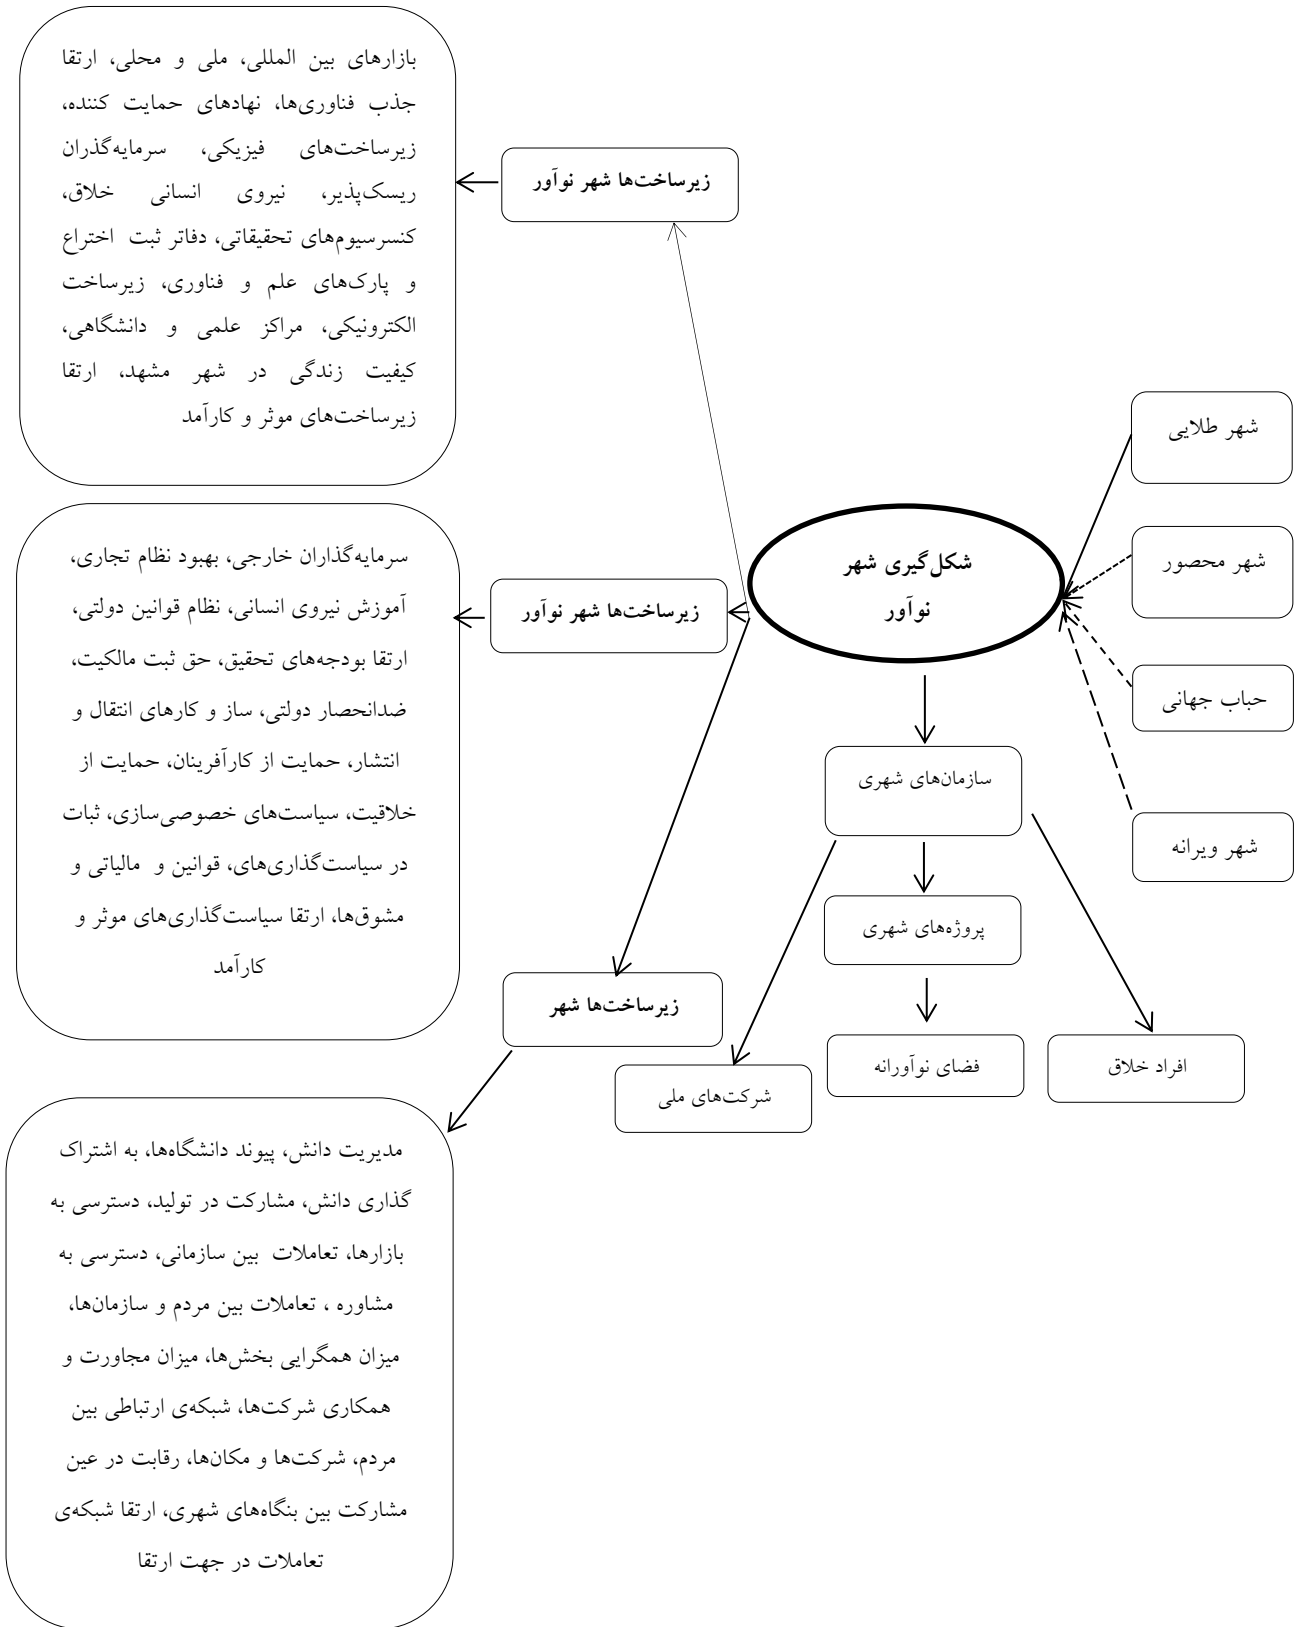 بازارهای بین المللی، ملی و محلی، ارتقا
جذب فناوری‌ها، نهادهای حمایت کننده،
زیرساخت‌های فیزیکی، سرمایه‌گذران
ریسک‌پذیر، نیروی انسانی خلاق،
کنسرسیوم‌های تحقیقاتی، دفاتر ثبت اختراع
و پارک‌های علم و فناوری، زیرساخت
الکترونیکی، مراکز علمی و دانشگاهی،
کیفیت زندگی در شهر مشهد، ارتقا
زیرساخت‌های موثر و کارآمد
زیرساخت‌ها شهر نوآور
شهر طلایی
شهر محصور
حباب جهانی
شهر ویرانه
شکل‌گیری شهر
نوآور
زیرساخت‌ها شهر نوآور
سرمایه‌گذاران خارجی، بهبود نظام تجاری،
آموزش نیروی انسانی، نظام قوانین دولتی،
ارتقا بودجه‌های تحقیق، حق ثبت مالکیت،
ضدانحصار دولتی، ساز و کارهای انتقال و
انتشار، حمایت از کارآفرینان، حمایت از
خلاقیت، سیاست‌های خصوصی‌سازی، ثبات
در سیاست‌گذاری‌های، قوانین و مالیاتی و
مشوق‌ها، ارتقا سیاست‌گذاری‌های موثر و
کارآمد
سازمان‌های شهری
پروژه‌های شهری
افراد خلاق
فضای نوآورانه
شرکت‌های ملی
زیرساخت‌ها شهر
مدیریت دانش، پیوند دانشگاه‌ها، به اشتراک
گذاری دانش، مشارکت در تولید، دسترسی به
بازارها، تعاملات بین سازمانی، دسترسی به
مشاوره ، تعاملات بین مردم و سازمان‌ها،
میزان همگرایی بخش‌ها، میزان مجاورت و
همکاری شرکت‌ها، شبکه‌ی ارتباطی بین
مردم، شرکت‌ها و مکان‌ها، رقابت در عین
مشارکت بین بنگاه‌های شهری، ارتقا شبکه‌ی
تعاملات در جهت ارتقا